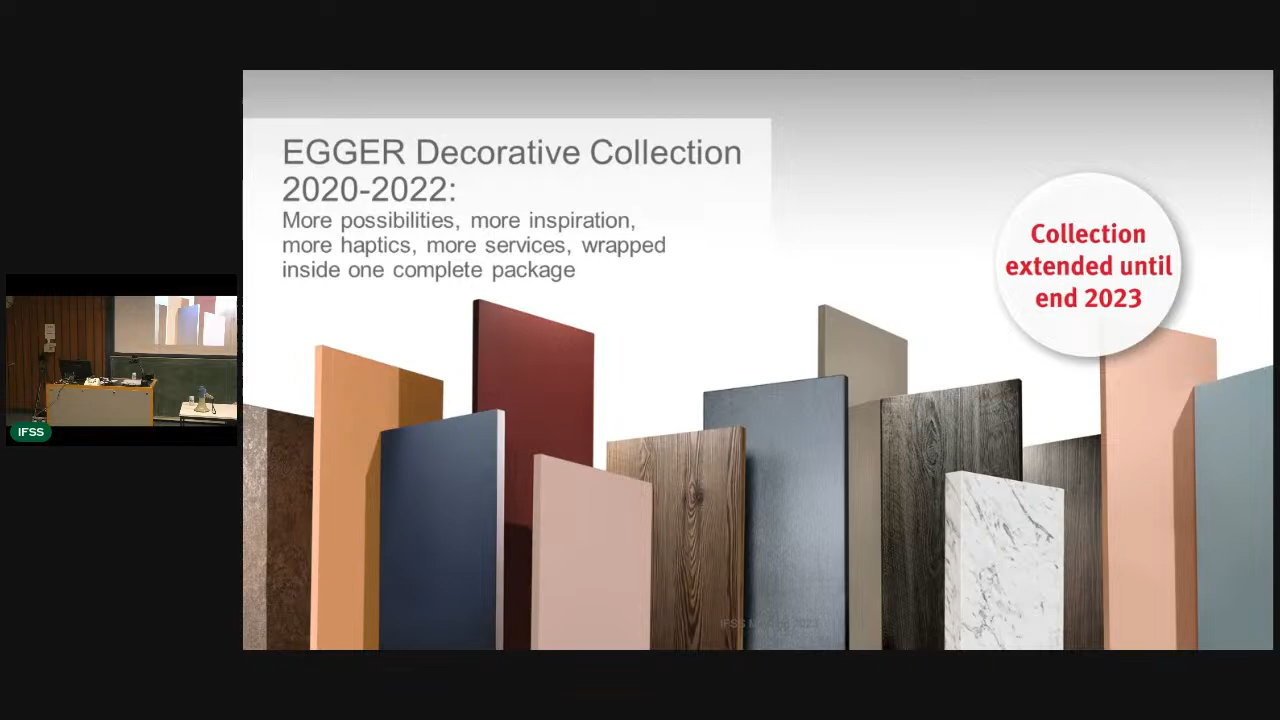 EGGER Decorative Collection
2020-2022:
More possibilities, more inspiration,
more haptics, more services, wrapped
inside one complete package
Collection
extended until
end 2023
IFSS